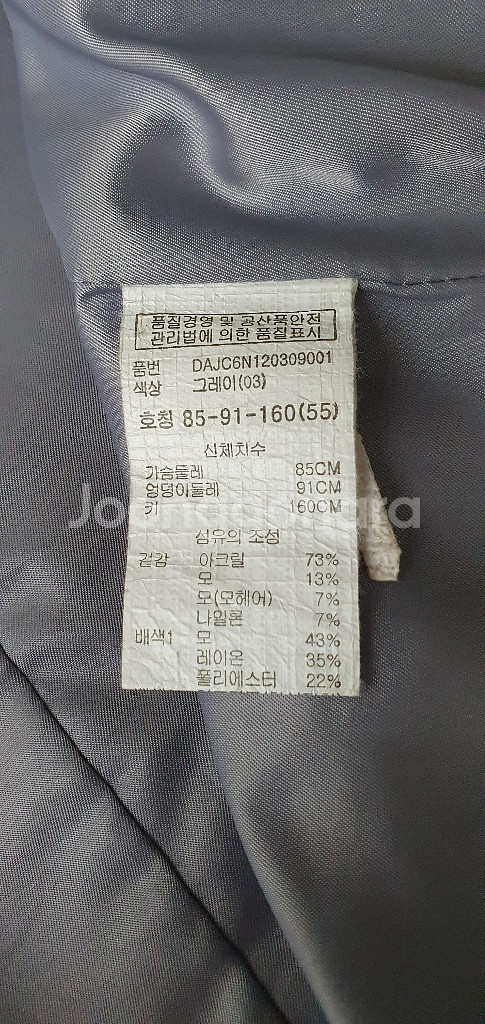 품질경영 및 공산품안전
관리법에 의한 품질표시
품번 DAJC6N120309001
색상 그레이(03)
호칭 85-91-160(55)
신체치수
가슴둘레 85CM
엉덩이둘레 91CM
키 160CM
섬유의 조성
겉감 아크릴 73%
모 13%
모(모헤어) 7%
나일론 7%
배색1 모 43%
레이온 35%
폴리에스터 22%